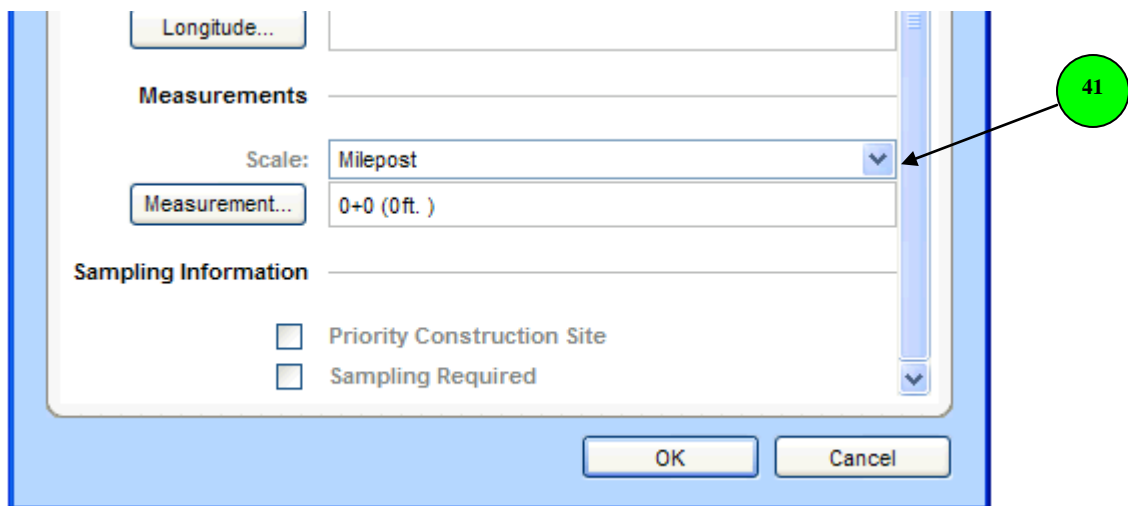 Longitude...
Measurements
41
Scale: Milepost
Measurement... 0+0 (0ft. )
Sampling Information
Priority Construction Site
Sampling Required
OK Cancel